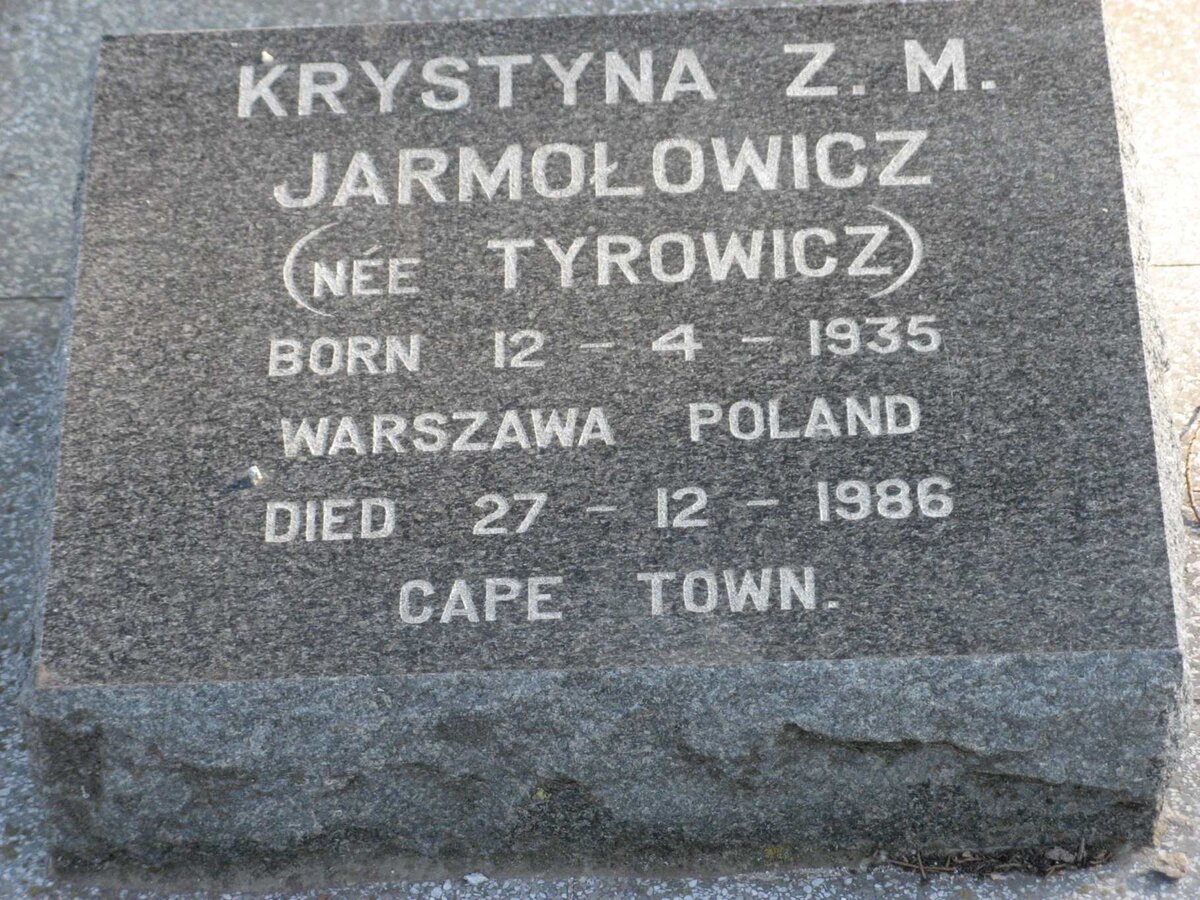 KRYSTYNA Z. M.
JARMOŁOWICZ
(NÉE TYROWICZ)
BORN 12 - 4 - 1935
WARSZAWA POLAND
DIED 27 - 12 - 1986
CAPE TOWN.